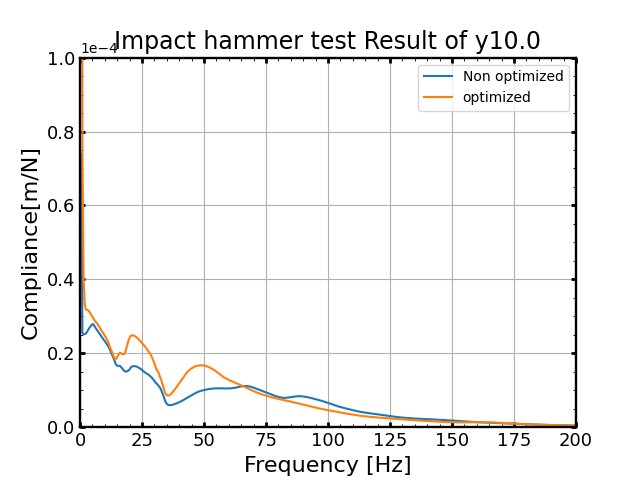 Impact hammer test Result of y10.0
1e−4
1.0
0.8
0.6
0.4
0.2
0.0
Compliance[m/N]
Non optimized
optimized
0 25 50 75 100 125 150 175 200
Frequency [Hz]